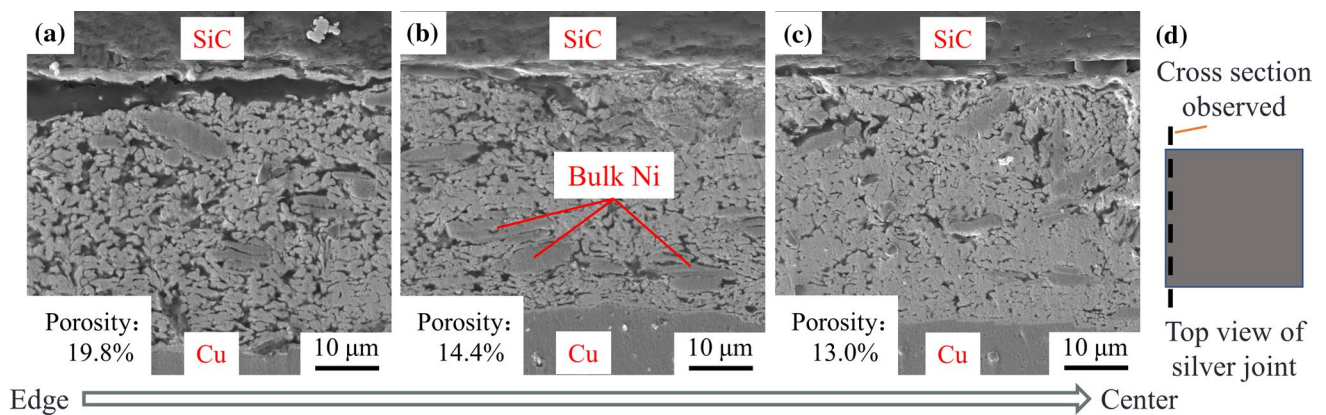 (a)
SiC
Porosity：
19.8%
Cu
10 μm
(b)
SiC
Bulk Ni
Porosity：
14.4%
Cu
10 μm
(c)
SiC
Porosity：
13.0%
Cu
10 μm
(d)
Cross section
observed
Top view of
silver joint
Edge
Center